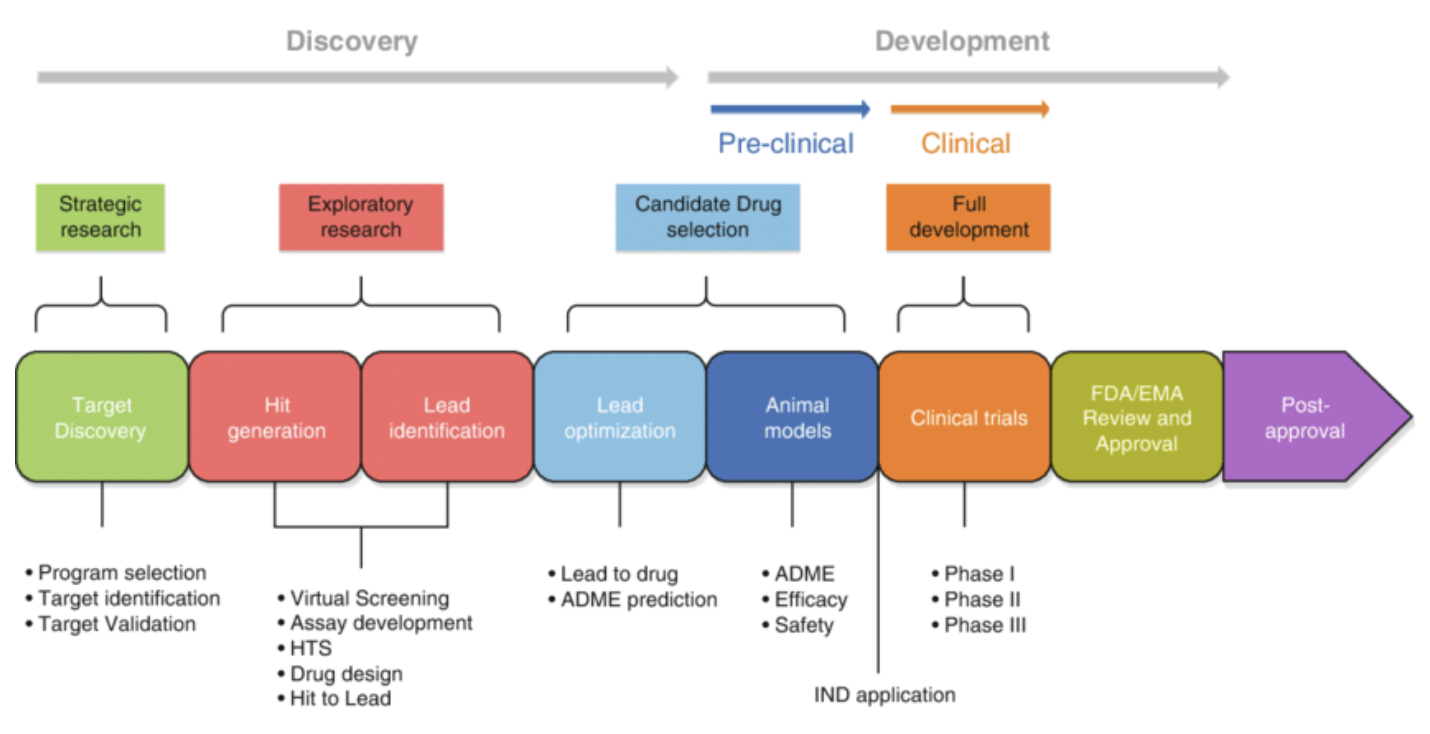 Discovery
Development
Pre-clinical
Clinical
Strategic
research
Exploratory
research
Candidate Drug
selection
Full
development
Target
Discovery
Hit
generation
Lead
identification
Lead
optimization
Animal
models
Clinical trials
FDA/EMA
Review and
Approval
Post-
approval
• Program selection
• Target identification
• Target Validation
• Virtual Screening
• Assay development
• HTS
• Drug design
• Hit to Lead
• Lead to drug
• ADME prediction
• ADME
• Efficacy
• Safety
• Phase I
• Phase II
• Phase III
IND application